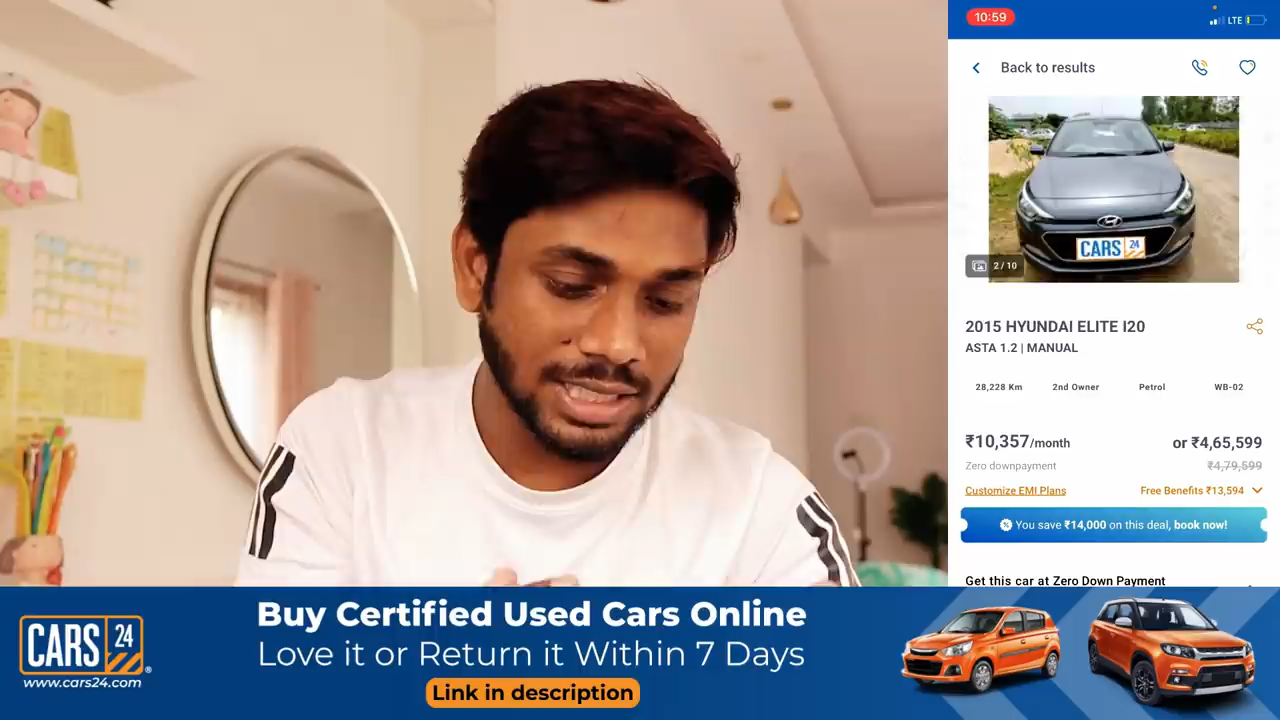 10:59
LTE
Back to results
CARS 24
2 / 10
2015 HYUNDAI ELITE I20
ASTA 1.2 | MANUAL
28,228 Km 2nd Owner Petrol WB-02
₹10,357/month or ₹4,65,599
Zero downpayment ₹4,79,599
Customize EMI Plans Free Benefits ₹13,594
You save ₹14,000 on this deal, book now!
Get this car at Zero Down Payment
Buy Certified Used Cars Online
CARS 24
Love it or Return it Within 7 Days
www.cars24.com
Link in description